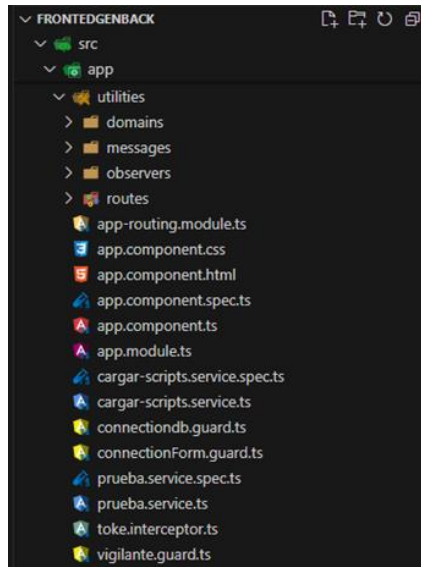 FRONTEDGENBACK
src
app
utilities
domains
messages
observers
routes
app-routing.module.ts
app.component.css
app.component.html
app.component.spec.ts
app.component.ts
app.module.ts
cargar-scripts.service.spec.ts
cargar-scripts.service.ts
connectiondb.guard.ts
connectionForm.guard.ts
prueba.service.spec.ts
prueba.service.ts
toke.interceptor.ts
vigilante.guard.ts